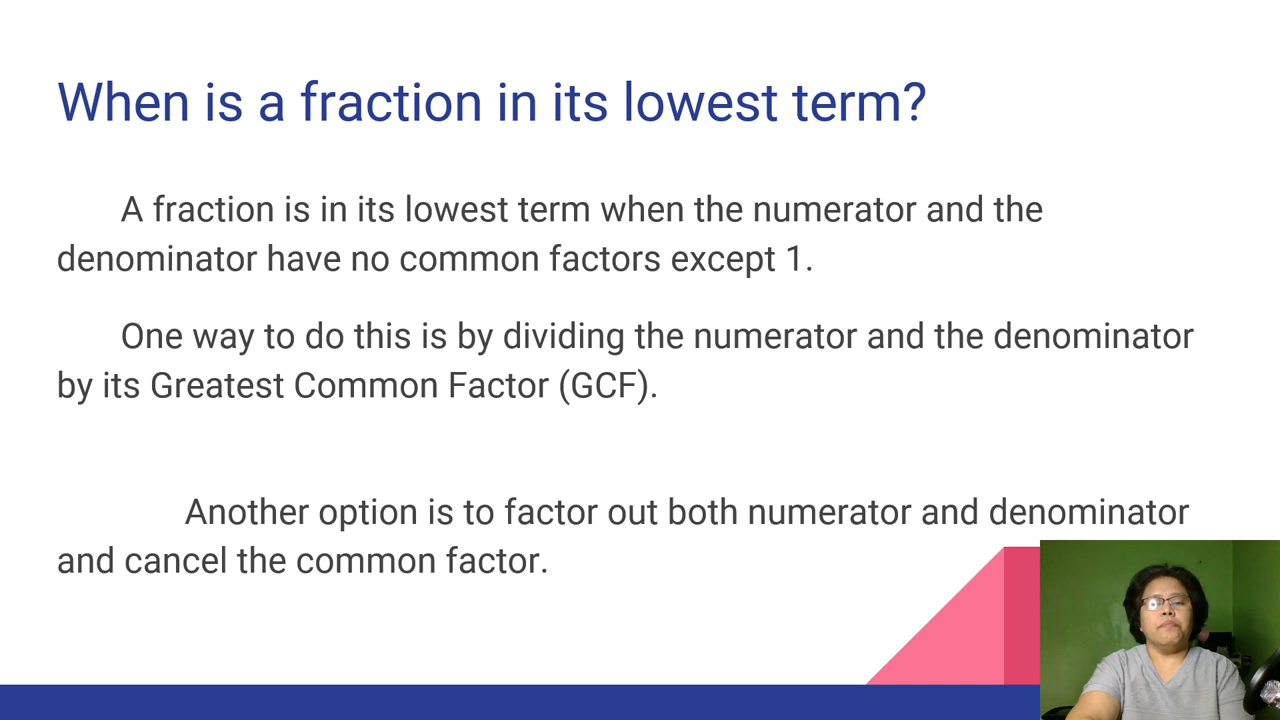 When is a fraction in its lowest term?
A fraction is in its lowest term when the numerator and the
denominator have no common factors except 1.
One way to do this is by dividing the numerator and the denominator
by its Greatest Common Factor (GCF).
Another option is to factor out both numerator and denominator
and cancel the common factor.